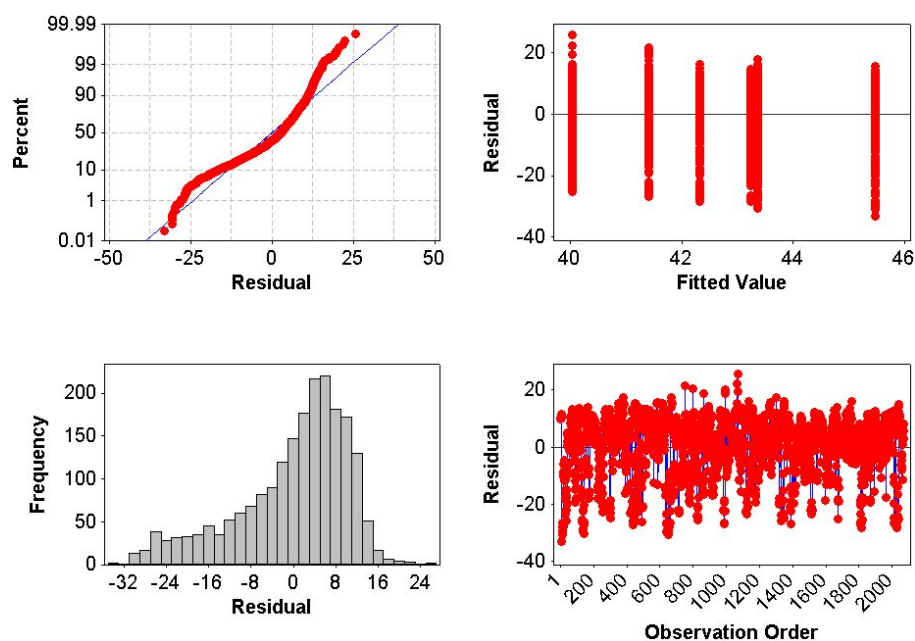 99.99
99
90
50
10
1
0.01
Percent
-50 -25 0 25 50
Residual
20
0
-20
-40
Residual
40 42 44 46
Fitted Value
200
150
100
50
0
Frequency
-32 -24 -16 -8 0 8 16 24
Residual
20
0
-20
-40
Residual
1 200 400 600 800 1000 1200 1400 1600 1800 2000
Observation Order